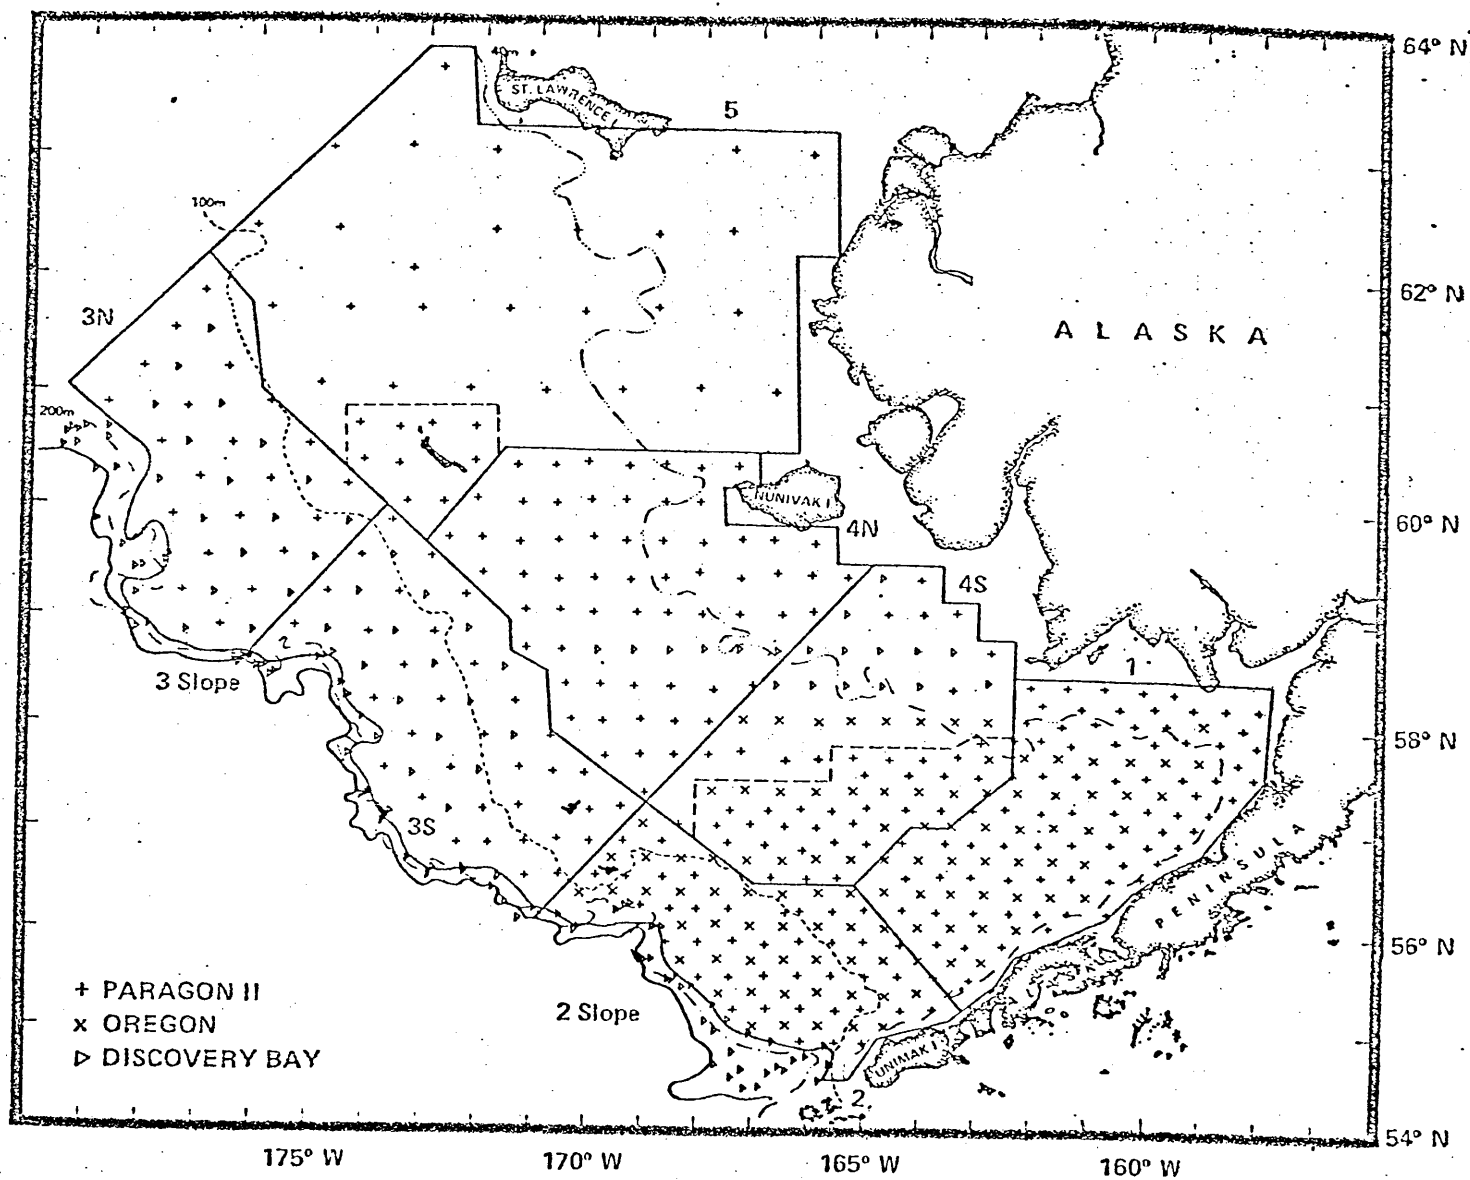 64° N
40m
ST. LAWRENCE I
5
100m
62° N
3N
A L A S K A
200m
NUNIVAK I
60° N
4N
4S
2
3 Slope
1
58° N
3S
PENINSULA
56° N
+ PARAGON II
2 Slope
x OREGON
▷ DISCOVERY BAY
UNIMAK I
2
54° N
175° W
170° W
165° W
160° W